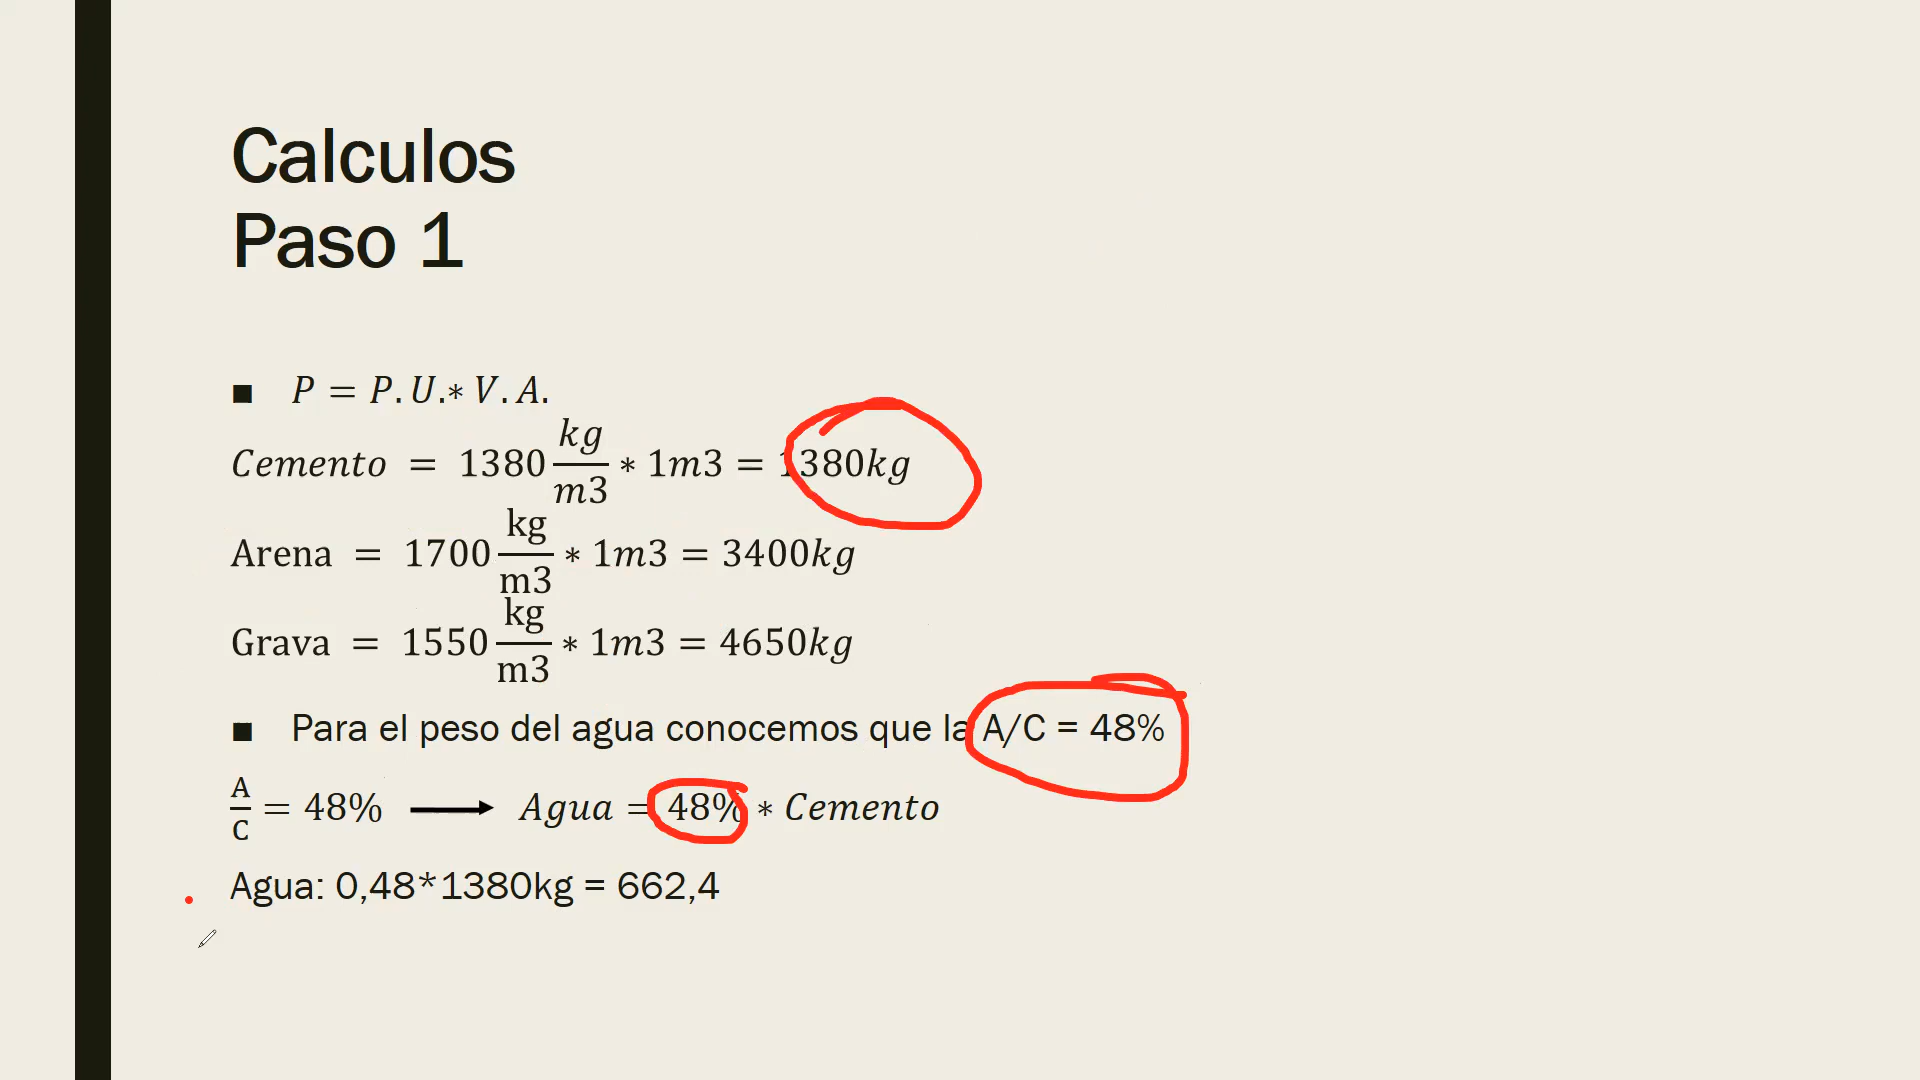 Calculos
Paso 1
■ P = P.U.* V.A.
Cemento = 1380 kg/m3 * 1m3 = 1380kg
Arena = 1700 kg/m3 * 1m3 = 3400kg
Grava = 1550 kg/m3 * 1m3 = 4650kg
■ Para el peso del agua conocemos que la A/C = 48%
A/C = 48% → Agua = 48% * Cemento
Agua: 0,48*1380kg = 662,4